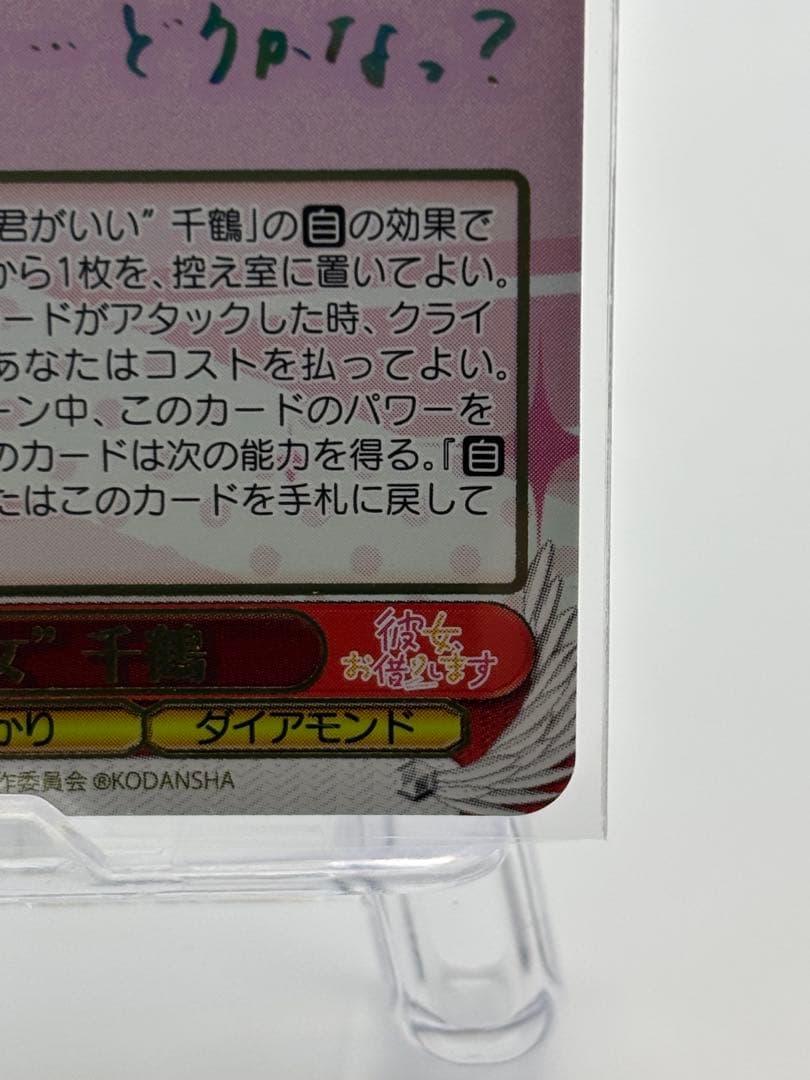 …どうかなっ?
君がいい" 千鶴」の自の効果で
から1枚を、控え室に置いてよい。
ードがアタックした時、クライ
あなたはコストを払ってよい。
ーン中、このカードのパワーを
のカードは次の能力を得る。『自
たはこのカードを手札に戻して
女" 千鶴
彼女、
お借りします
かり
ダイアモンド
作委員会 ®KODANSHA